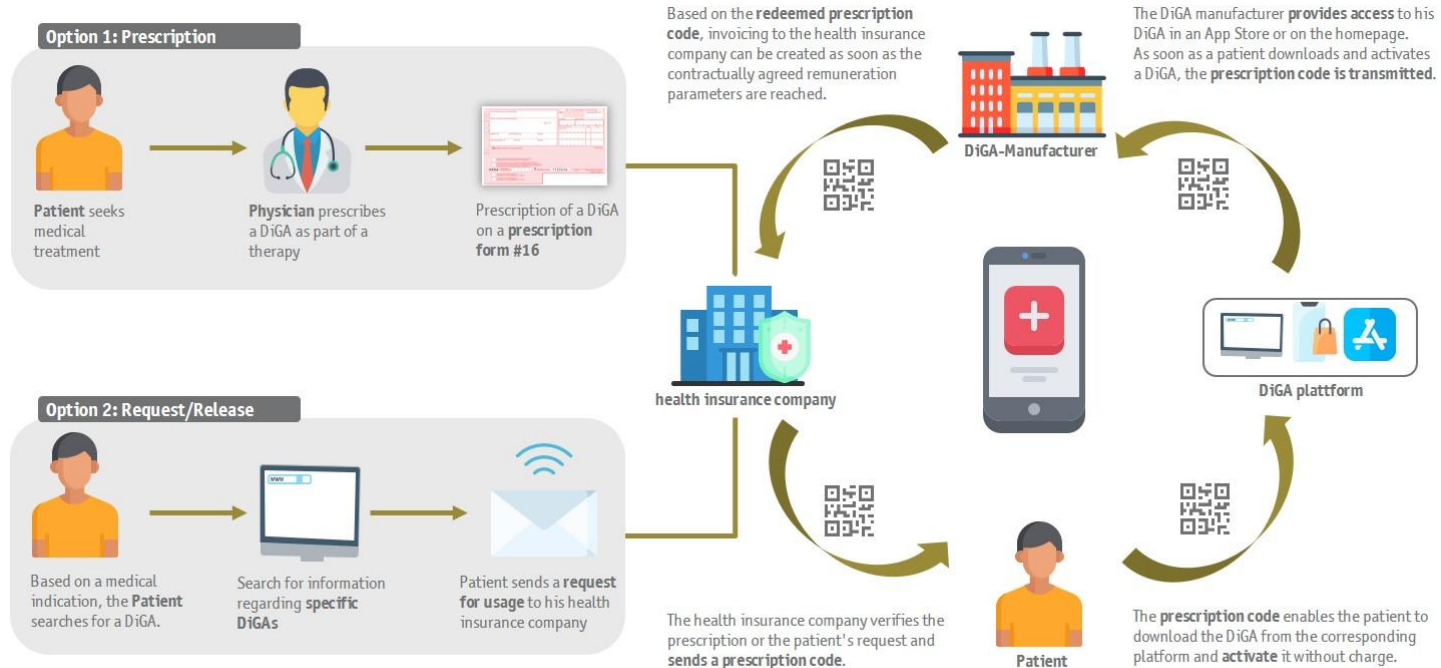 Option 1: Prescription
Patient seeks
medical
treatment
Physician prescribes
a DiGA as part of a
therapy
Prescription of a DiGA
on a prescription
form #16
Option 2: Request/Release
Based on a medical
indication, the Patient
searches for a DiGA.
www
Search for information
regarding specific
DiGAs
Patient sends a request
for usage to his health
insurance company
Based on the redeemed prescription
code, invoicing to the health insurance
company can be created as soon as the
contractually agreed remuneration
parameters are reached.
DiGA-Manufacturer
The DiGA manufacturer provides access to his
DiGA in an App Store or on the homepage.
As soon as a patient downloads and activates
a DiGA, the prescription code is transmitted.
health insurance company
DiGA plattform
The health insurance company verifies the
prescription or the patient's request and
sends a prescription code.
Patient
The prescription code enables the patient to
download the DiGA from the corresponding
platform and activate it without charge.